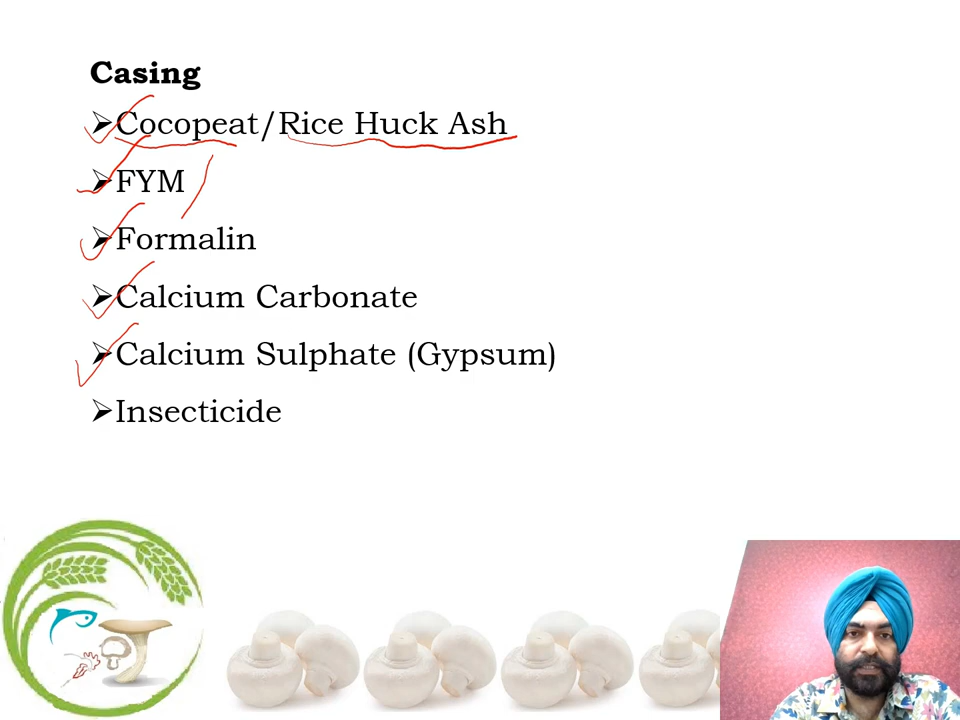 Casing
➢Cocopeat/Rice Huck Ash
➢FYM
➢Formalin
➢Calcium Carbonate
➢Calcium Sulphate (Gypsum)
➢Insecticide